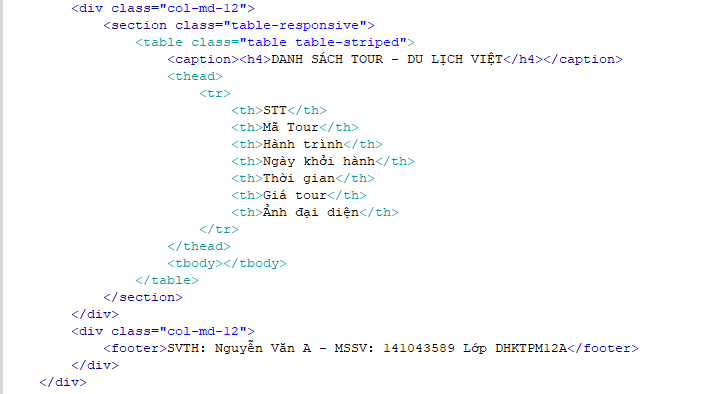 <div class="col-md-12">
<section class="table-responsive">
<table class="table table-striped">
<caption><h4>DANH SÁCH TOUR - DU LỊCH VIỆT</h4></caption>
<thead>
<tr>
<th>STT</th>
<th>Mã Tour</th>
<th>Hành trình</th>
<th>Ngày khởi hành</th>
<th>Thời gian</th>
<th>Giá tour</th>
<th>Ảnh đại diện</th>
</tr>
</thead>
<tbody></tbody>
</table>
</section>
</div>
<div class="col-md-12">
<footer>SVTH: Nguyễn Văn A - MSSV: 141043589 Lớp DHKTPM12A</footer>
</div>
</div>